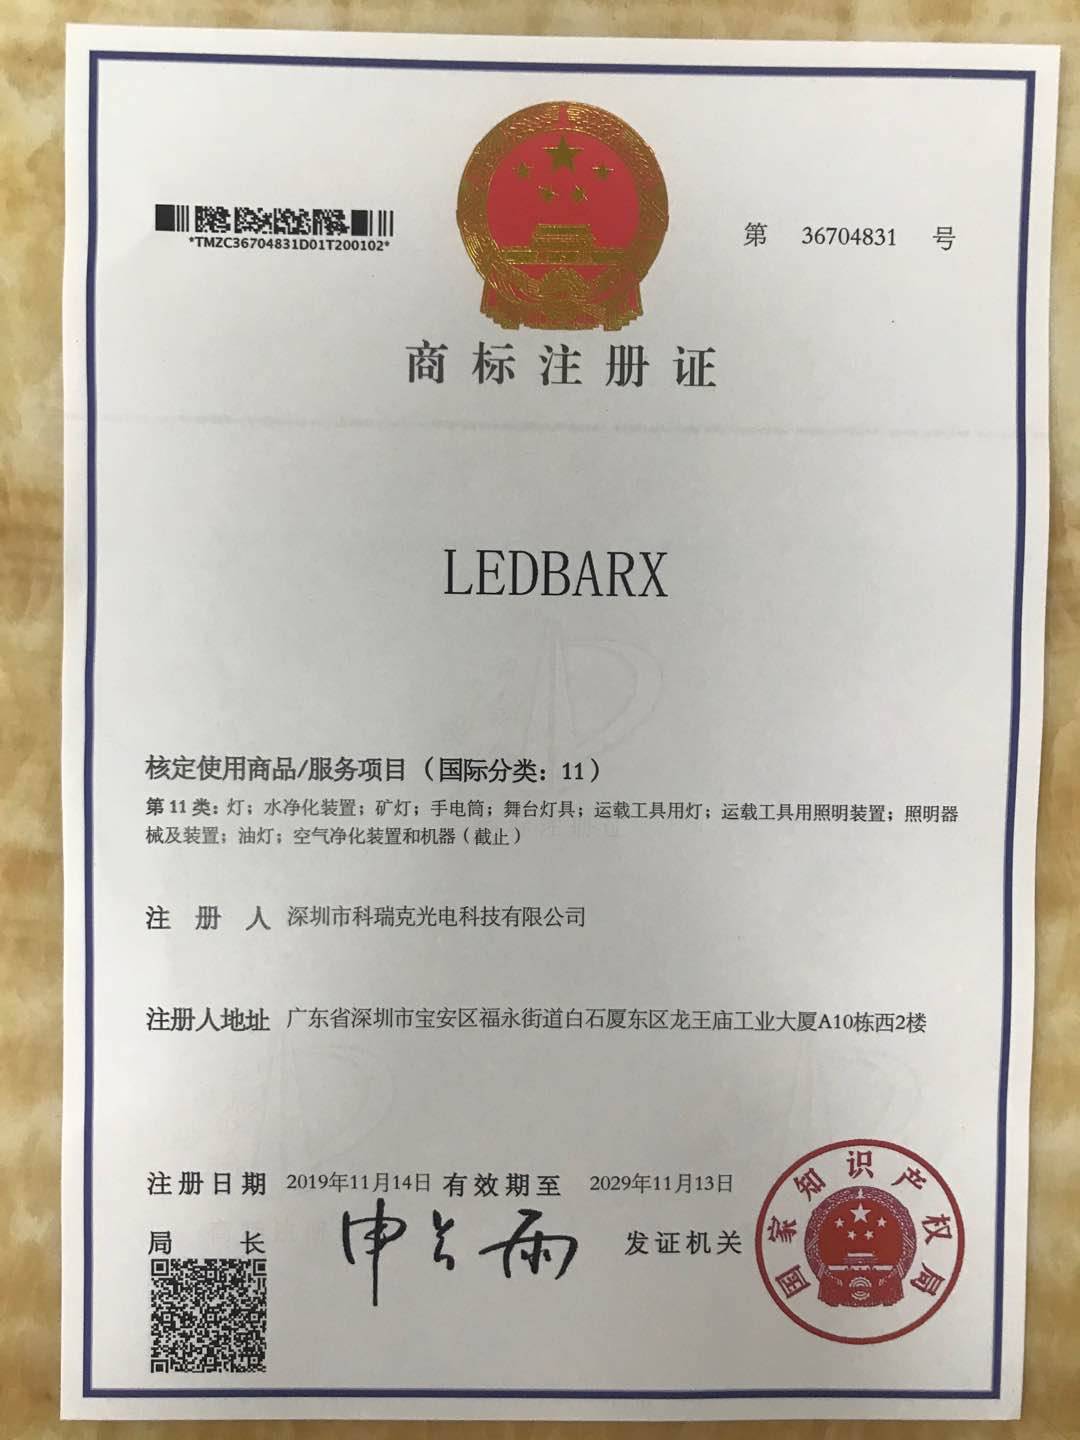 *TMZC36704831D01T200102*
第 36704831 号
商标注册证
LEDBARX
核定使用商品/服务项目（国际分类：11）
第 11 类：灯；水净化装置；矿灯；手电筒；舞台灯具；运载工具用灯；运载工具用照明装置；照明器
械及装置；油灯；空气净化装置和机器（截止）
注 册 人 深圳市科瑞克光电科技有限公司
注册人地址 广东省深圳市宝安区福永街道白石厦东区龙王庙工业大厦A10栋西2楼
注册日期 2019年11月14日 有效期至 2029年11月13日
局 长 申长雨 发证机关
国家知识产权局